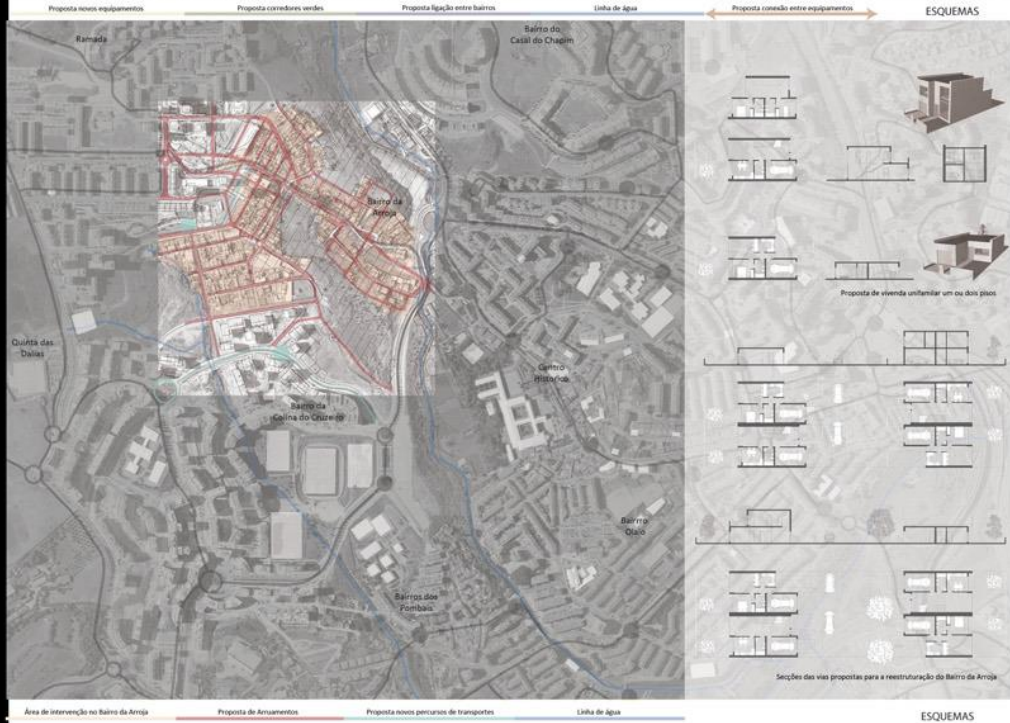 Proposta novos equipamentos
Proposta corredores verdes
Proposta ligação entre bairros
Linha de água
Proposta conexão entre equipamentos
ESQUEMAS
Ramada
Bairro do
Casal do Chapim
Bairro da
Arroja
Proposta de vivenda unifamiliar um ou dois pisos
Quinta das
Dálias
Centro
Histórico
Bairro da
Colina do Cruzeiro
Bairro
Olaio
Bairros dos
Pombais
Secções das vias propostas para a reestruturação do Bairro da Arroja
Área de intervenção no Bairro da Arroja
Proposta de Arruamentos
Proposta novos percursos de transportes
Linha de água
ESQUEMAS